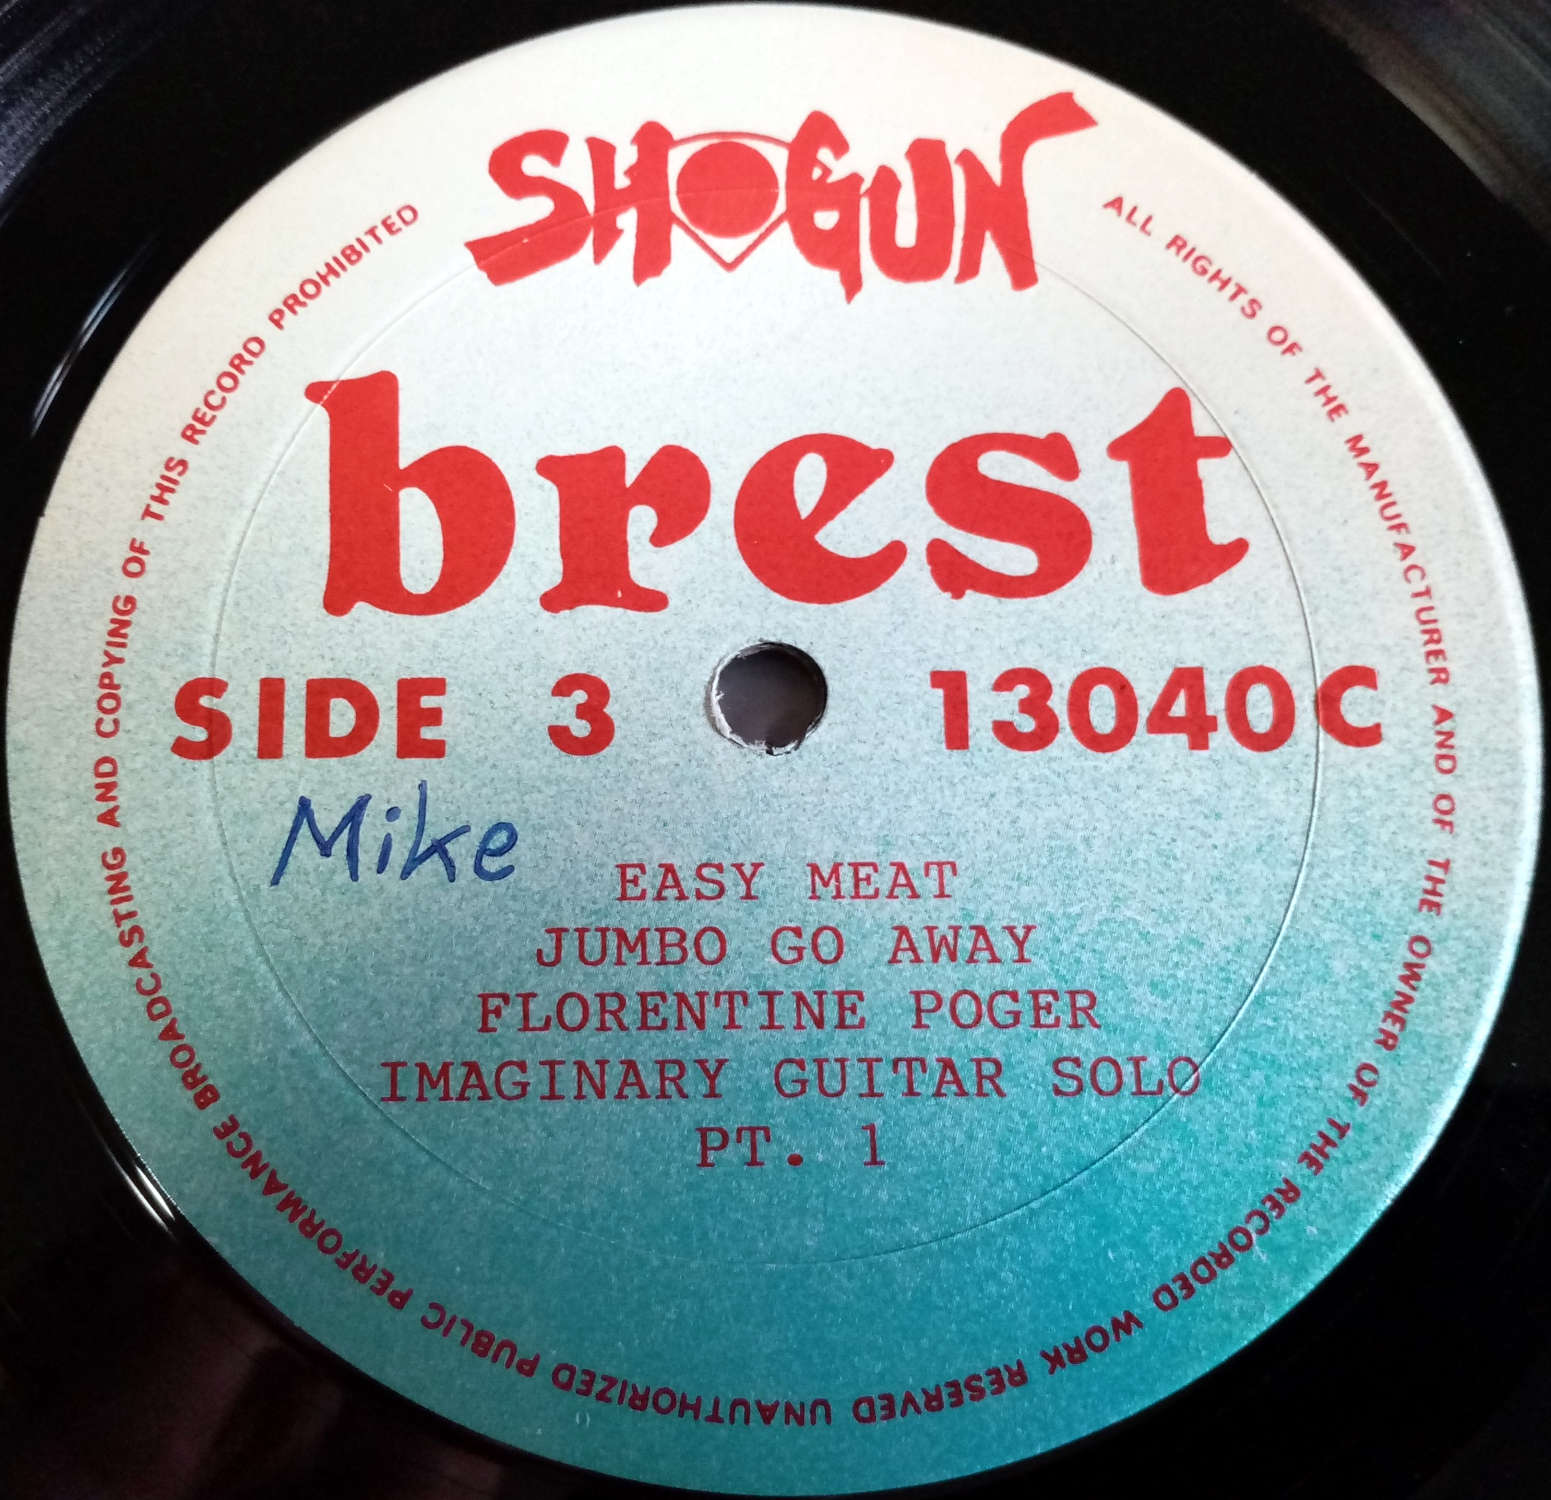 SHOGUN
brest
SIDE 3 13040C
Mike
EASY MEAT
JUMBO GO AWAY
FLORENTINE POGER
IMAGINARY GUITAR SOLO
PT. 1
ALL RIGHTS OF THE MANUFACTURER AND OF THE OWNER OF THE RECORDED WORK RESERVED UNAUTHORIZED PUBLIC PERFORMANCE BROADCASTING AND COPYING OF THIS RECORD PROHIBITED